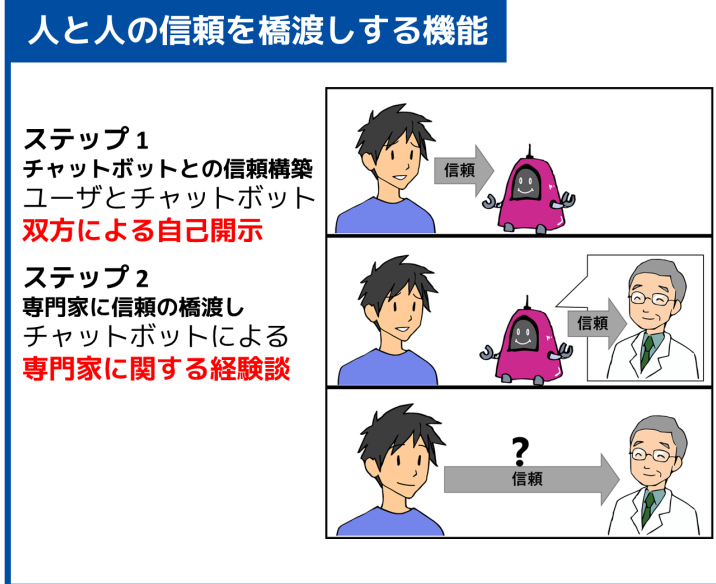 人と人の信頼を橋渡しする機能
ステップ 1
チャットボットとの信頼構築
ユーザとチャットボット
双方による自己開示
ステップ 2
専門家に信頼の橋渡し
チャットボットによる
専門家に関する経験談
信頼
信頼
?
信頼